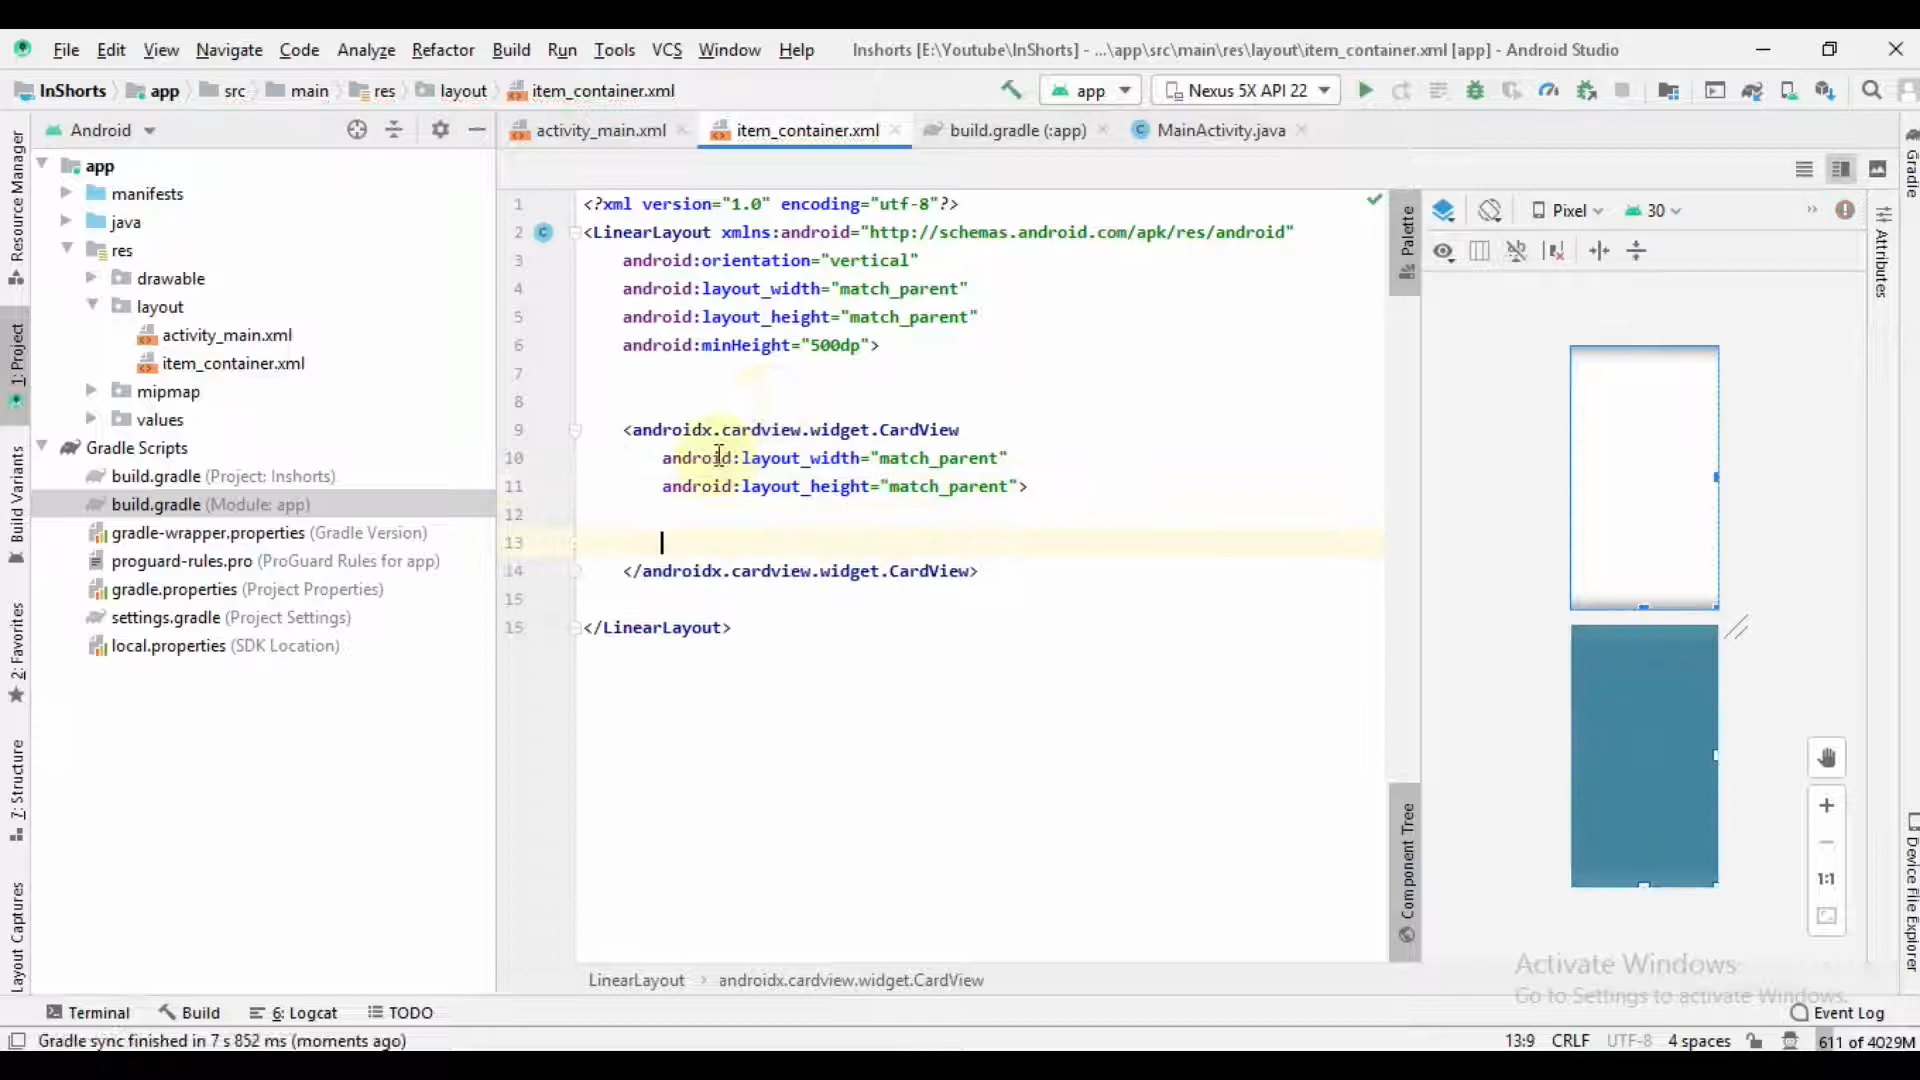 File Edit View Navigate Code Analyze Refactor Build Run Tools VCS Window Help Inshorts [E:\Youtube\InShorts] - ...\app\src\main\res\layout\item_container.xml [app] - Android Studio
InShorts app src main res layout item_container.xml app Nexus 5X API 22
Android activity_main.xml item_container.xml build.gradle (:app) MainActivity.java
Resource Manager
1: Project
Build Variants
2: Favorites
7: Structure
Layout Captures
app
manifests
java
res
drawable
layout
activity_main.xml
item_container.xml
mipmap
values
Gradle Scripts
build.gradle (Project: Inshorts)
build.gradle (Module: app)
gradle-wrapper.properties (Gradle Version)
proguard-rules.pro (ProGuard Rules for app)
gradle.properties (Project Properties)
settings.gradle (Project Settings)
local.properties (SDK Location)
1 <?xml version="1.0" encoding="utf-8"?>
2 <LinearLayout xmlns:android="http://schemas.android.com/apk/res/android"
3 android:orientation="vertical"
4 android:layout_width="match_parent"
5 android:layout_height="match_parent"
6 android:minHeight="500dp">
7
8
9 <androidx.cardview.widget.CardView
10 android:layout_width="match_parent"
11 android:layout_height="match_parent">
12
13
14 </androidx.cardview.widget.CardView>
15
15 </LinearLayout>
LinearLayout androidx.cardview.widget.CardView
Palette
Component Tree
Pixel 30
Attributes
Gradle
Device File Explorer
1:1
Activate Windows
Go to Settings to activate Windows.
Terminal Build 6: Logcat TODO Event Log
Gradle sync finished in 7 s 852 ms (moments ago) 13:9 CRLF UTF-8 4 spaces 611 of 4029M